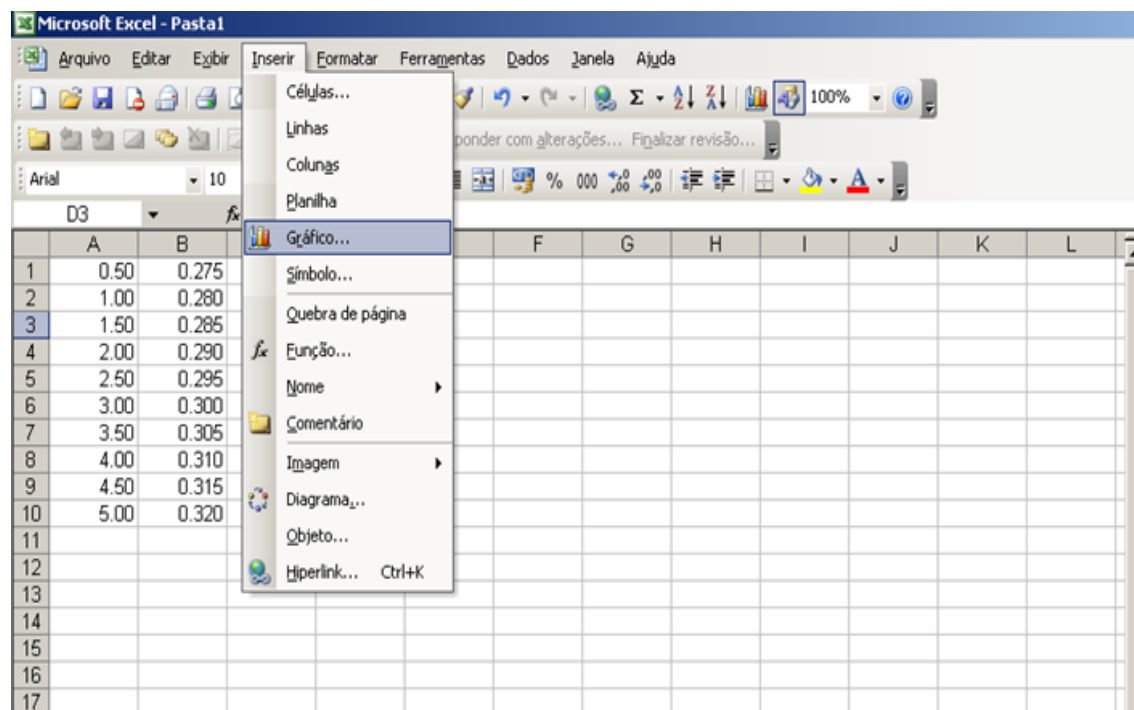 Microsoft Excel - Pasta1
Arquivo Editar Exibir Inserir Formatar Ferramentas Dados Janela Ajuda
100%
ponder com alterações... Finalizar revisão...
Arial 10 % 000
D3 fx
A B F G H I J K L
1 0.50 0.275
2 1.00 0.280
3 1.50 0.285
4 2.00 0.290
5 2.50 0.295
6 3.00 0.300
7 3.50 0.305
8 4.00 0.310
9 4.50 0.315
10 5.00 0.320
11
12
13
14
15
16
17
Células...
Linhas
Colunas
Planilha
Gráfico...
Símbolo...
Quebra de página
fx Função...
Nome
Comentário
Imagem
Diagrama...
Objeto...
Hiperlink... Ctrl+K